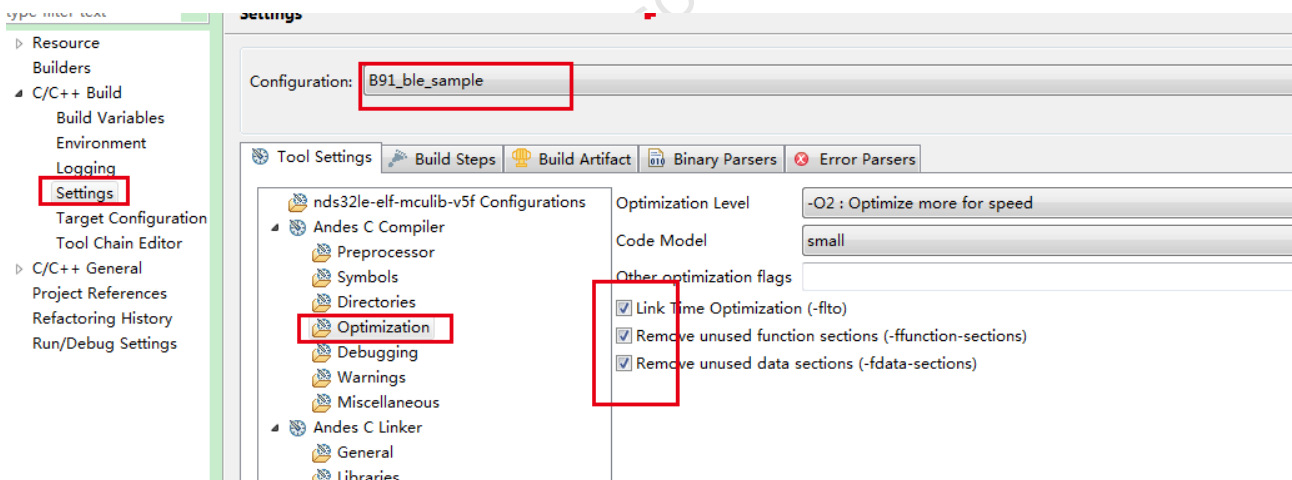 type filter text
Settings
Resource
Builders
C/C++ Build
Build Variables
Environment
Logging
Settings
Target Configuration
Tool Chain Editor
C/C++ General
Project References
Refactoring History
Run/Debug Settings
Configuration: B91_ble_sample
Tool Settings Build Steps Build Artifact Binary Parsers Error Parsers
nds32le-elf-mculib-v5f Configurations
Andes C Compiler
Preprocessor
Symbols
Directories
Optimization
Debugging
Warnings
Miscellaneous
Andes C Linker
General
Libraries
Optimization Level -O2 : Optimize more for speed
Code Model small
Other optimization flags
Link Time Optimization (-flto)
Remove unused function sections (-ffunction-sections)
Remove unused data sections (-fdata-sections)